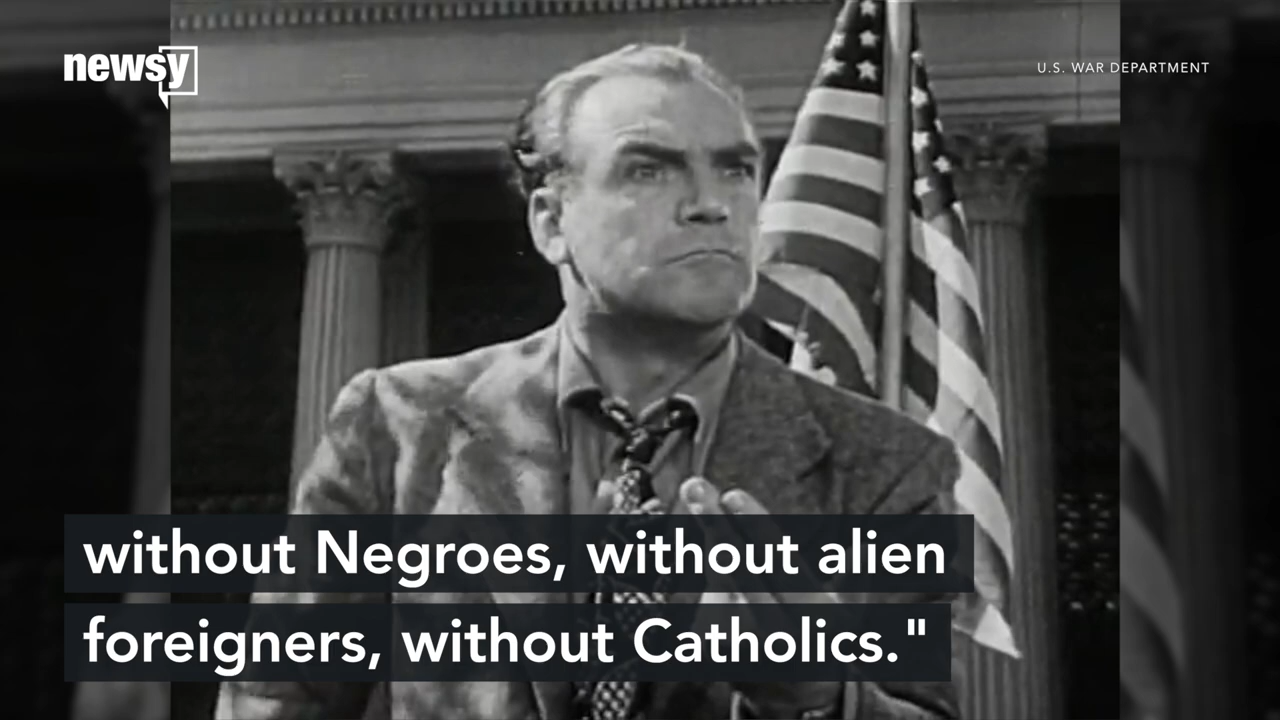 newsy
U.S. WAR DEPARTMENT
without Negroes, without alien
foreigners, without Catholics."